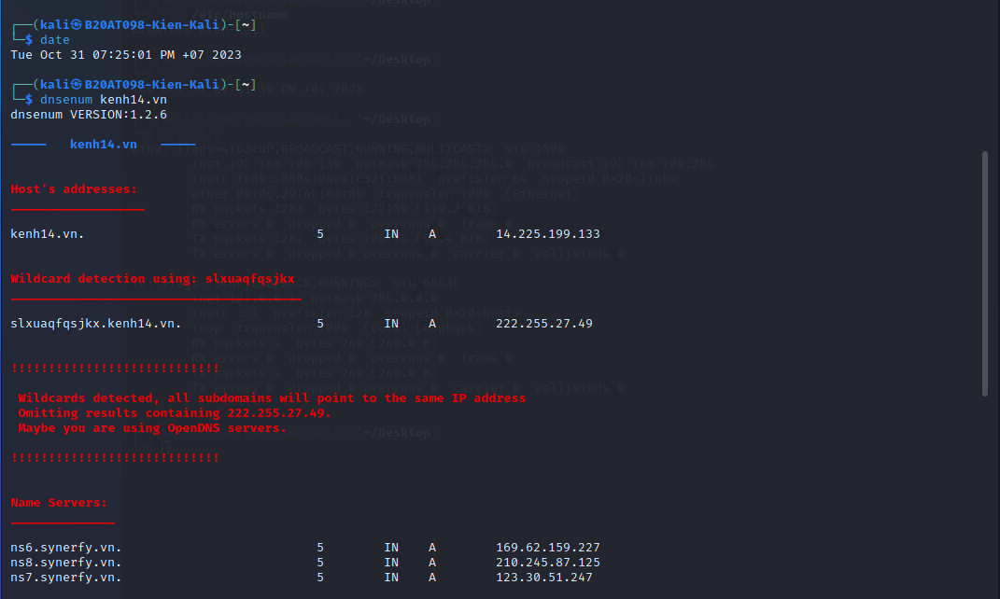 ┌──(kali㉿B20AT098-Kien-Kali)-[~]
└─$ date
Tue Oct 31 07:25:01 PM +07 2023
┌──(kali㉿B20AT098-Kien-Kali)-[~]
└─$ dnsenum kenh14.vn
dnsenum VERSION:1.2.6
----- kenh14.vn -----
Host's addresses:
kenh14.vn. 5 IN A 14.225.199.133
Wildcard detection using: slxuaqfqsjkx
slxuaqfqsjkx.kenh14.vn. 5 IN A 222.255.27.49
!!!!!!!!!!!!!!!!!!!!!!!!!!!!
Wildcards detected, all subdomains will point to the same IP address
Omitting results containing 222.255.27.49.
Maybe you are using OpenDNS servers.
!!!!!!!!!!!!!!!!!!!!!!!!!!!!
Name Servers:
ns6.synerfy.vn. 5 IN A 169.62.159.227
ns8.synerfy.vn. 5 IN A 210.245.87.125
ns7.synerfy.vn. 5 IN A 123.30.51.247